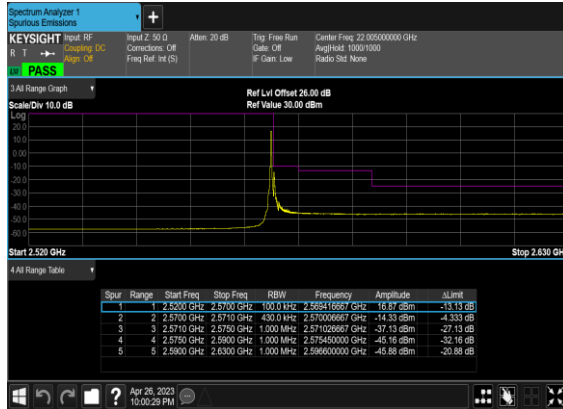 Spectrum Analyzer 1
Spurious Emissions
+
KEYSIGHT Input: RF Input Z: 50 Ω Atten: 20 dB Trig: Free Run Center Freq: 22.005000000 GHz
R T Coupling: DC Corrections: Off Gate: Off Avg|Hold: 1000/1000
Align: Off Freq Ref: Int (S) IF Gain: Low Radio Std: None
PASS
3 All Range Graph
Ref Lvl Offset 26.00 dB
Scale/Div 10.0 dB Ref Value 30.00 dBm
Log
20.0
10.0
0.00
-10.0
-20.0
-30.0
-40.0
-50.0
-60.0
Start 2.520 GHz Stop 2.630 GH
4 All Range Table
Spur Range Start Freq Stop Freq RBW Frequency Amplitude ΔLimit
1 1 2.5200 GHz 2.5700 GHz 100.0 kHz 2.569416667 GHz 16.87 dBm -13.13 dB
2 2 2.5700 GHz 2.5710 GHz 430.0 kHz 2.570006667 GHz -14.33 dBm -4.333 dB
3 3 2.5710 GHz 2.5750 GHz 1.000 MHz 2.571026667 GHz -37.13 dBm -27.13 dB
4 4 2.5750 GHz 2.5900 GHz 1.000 MHz 2.575450000 GHz -45.16 dBm -32.16 dB
5 5 2.5900 GHz 2.6300 GHz 1.000 MHz 2.596600000 GHz -45.88 dBm -20.88 dB
? Apr 26, 2023
10:00:29 PM